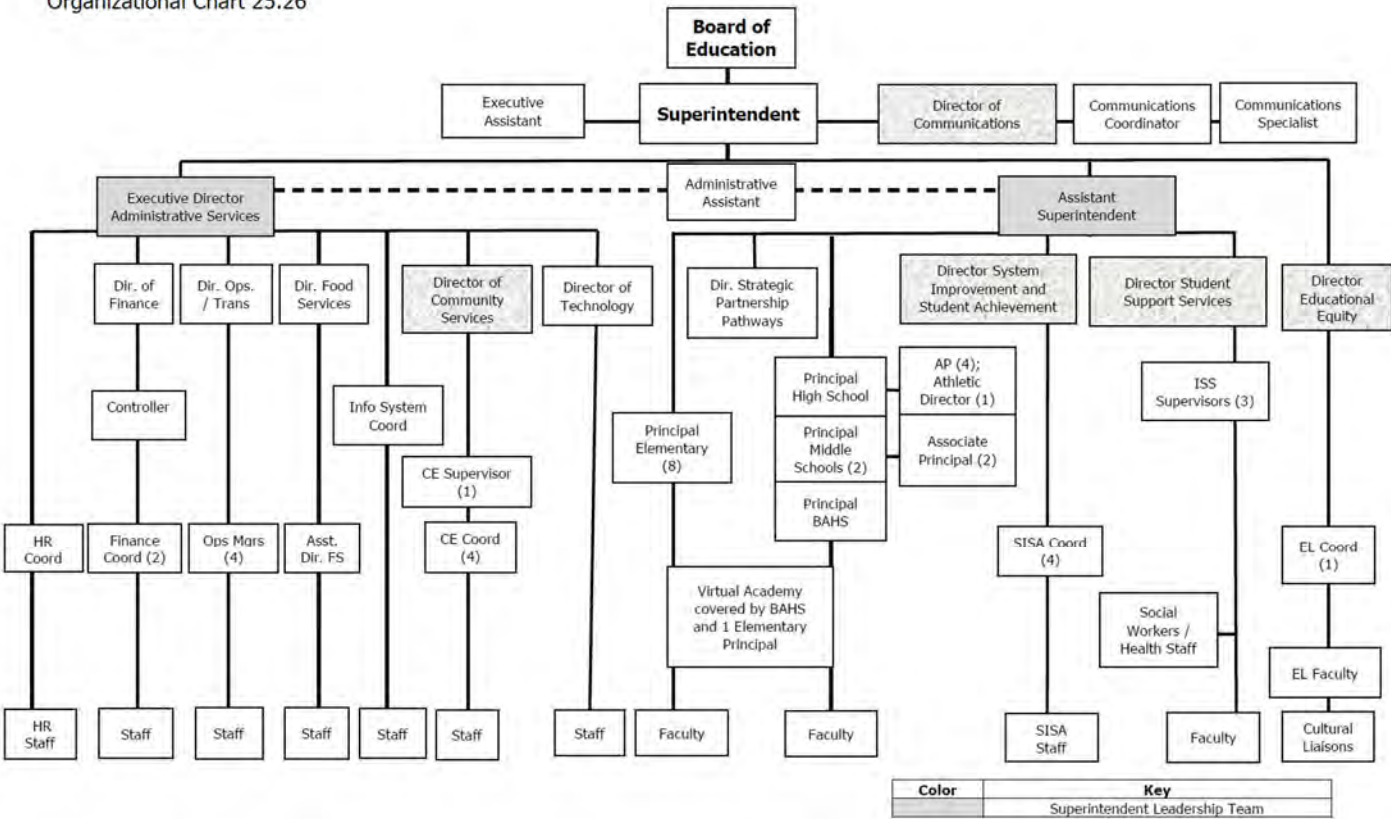 Organizational Chart 25.26
Board of
Education
Executive
Assistant
Superintendent
Director of
Communications
Communications
Coordinator
Communications
Specialist
Executive Director
Administrative Services
Administrative
Assistant
Assistant
Superintendent
Dir. of
Finance
Dir. Ops.
/ Trans
Dir. Food
Services
Director of
Community
Services
Director of
Technology
Dir. Strategic
Partnership
Pathways
Director System
Improvement and
Student Achievement
Director Student
Support Services
Director
Educational
Equity
Controller
Info System
Coord
CE Supervisor
(1)
Principal
Elementary
(8)
Principal
High School
AP (4);
Athletic
Director (1)
Principal
Middle
Schools (2)
Associate
Principal (2)
Principal
BAHS
ISS
Supervisors (3)
HR
Coord
Finance
Coord (2)
Ops Mgrs
(4)
Asst.
Dir. FS
CE Coord
(4)
SISA Coord
(4)
EL Coord
(1)
Virtual Academy
covered by BAHS
and 1 Elementary
Principal
Social
Workers /
Health Staff
EL Faculty
HR
Staff
Staff
Staff
Staff
Staff
Staff
Staff
Faculty
Faculty
SISA
Staff
Faculty
Cultural
Liaisons
Color Key
Superintendent Leadership Team